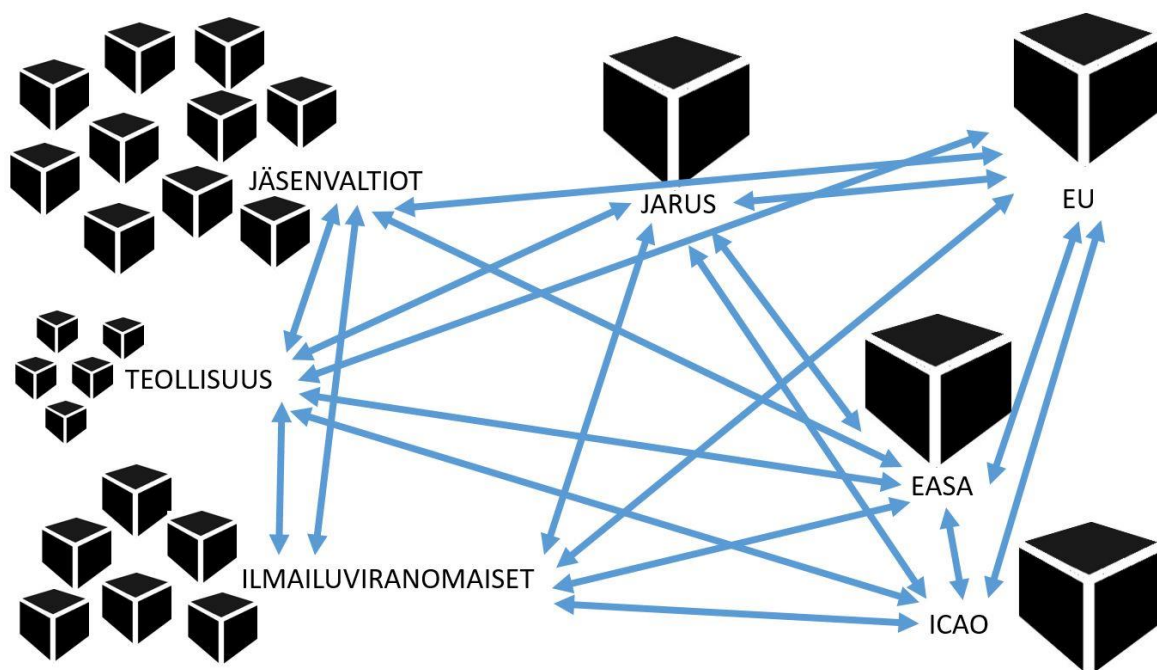 JÄSENVALTIOT
JARUS
EU
TEOLLISUUS
EASA
ILMAILUVIRANOMAISET
ICAO